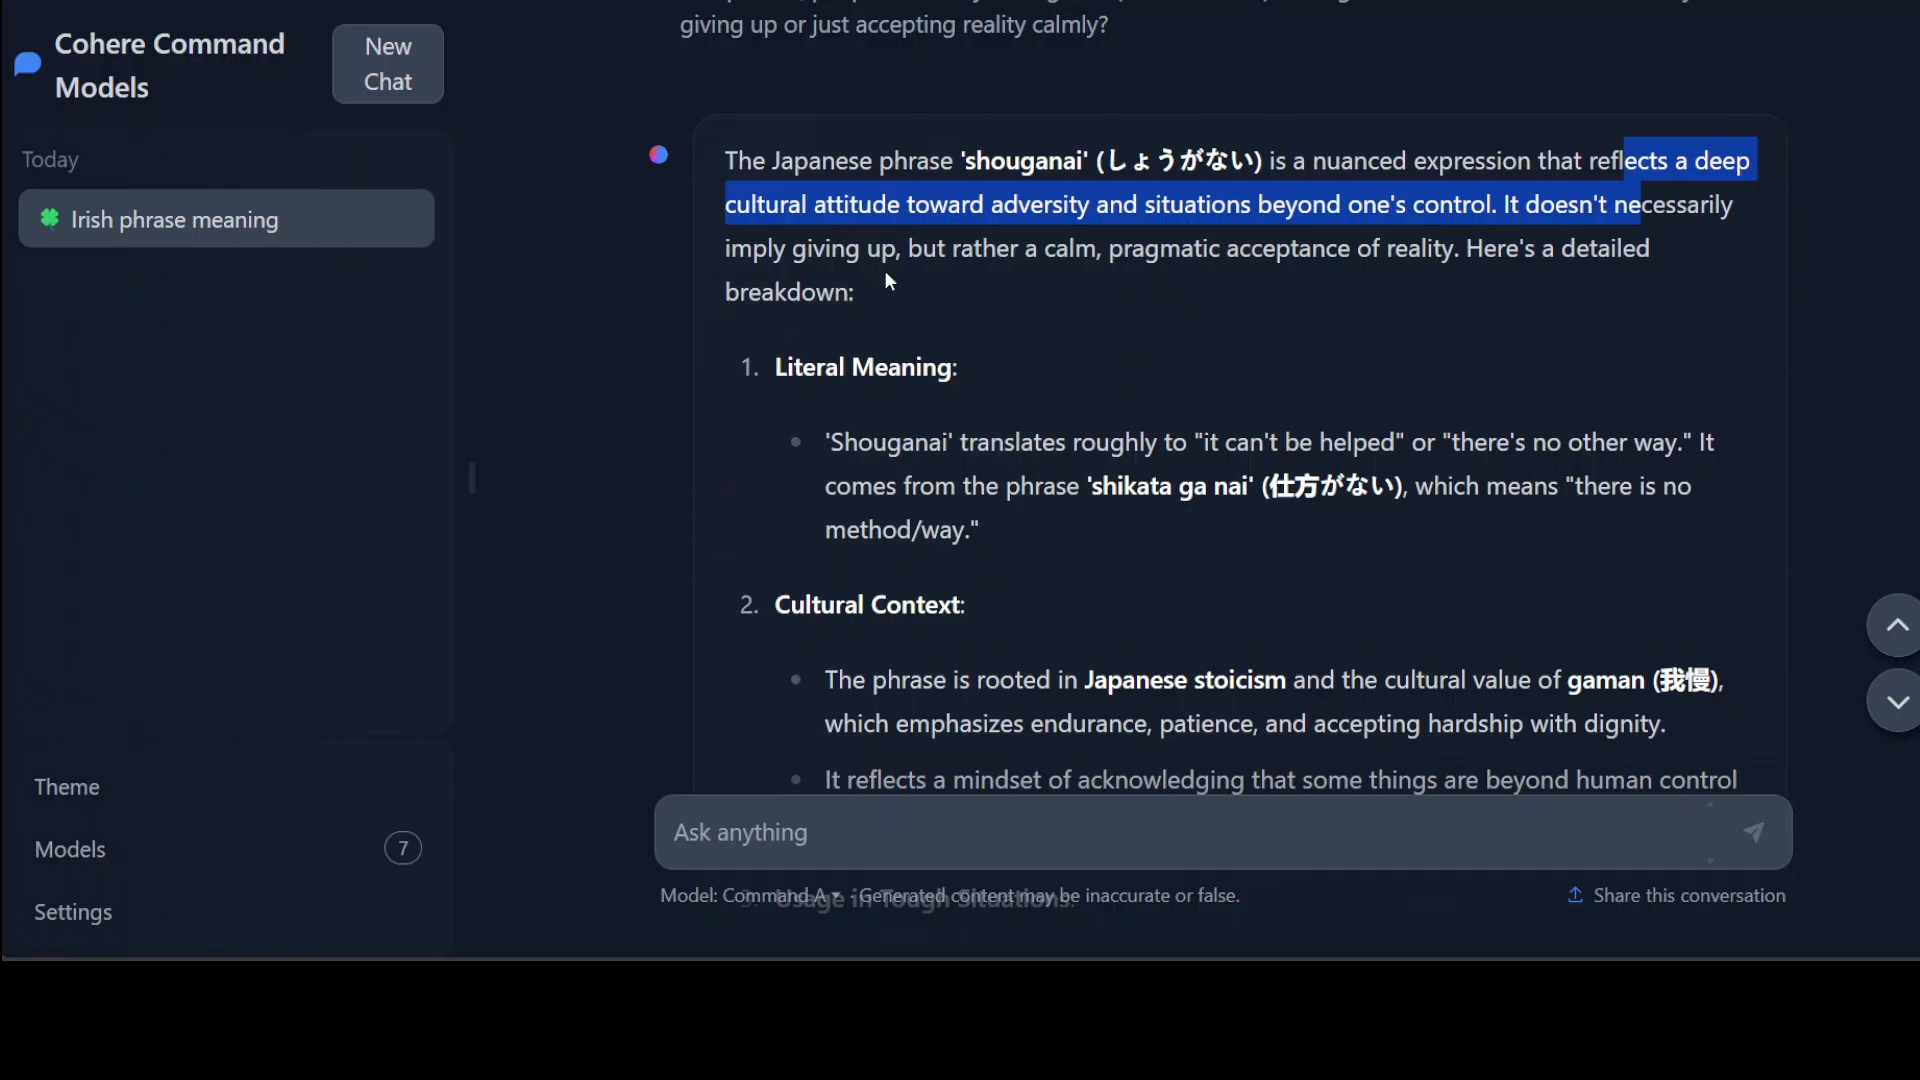 Cohere Command
Models
New
Chat
Today
Irish phrase meaning
Theme
Models
7
Settings
giving up or just accepting reality calmly?
The Japanese phrase 'shouganai' (しょうがない) is a nuanced expression that reflects a deep
cultural attitude toward adversity and situations beyond one's control. It doesn't necessarily
imply giving up, but rather a calm, pragmatic acceptance of reality. Here's a detailed
breakdown:
1. Literal Meaning:
'Shouganai' translates roughly to "it can't be helped" or "there's no other way." It
comes from the phrase 'shikata ga nai' (仕方がない), which means "there is no
method/way."
2. Cultural Context:
The phrase is rooted in Japanese stoicism and the cultural value of gaman (我慢),
which emphasizes endurance, patience, and accepting hardship with dignity.
It reflects a mindset of acknowledging that some things are beyond human control
Ask anything
3. Usage in Tough Situations:
Model: Command A · Generated content may be inaccurate or false.
Share this conversation